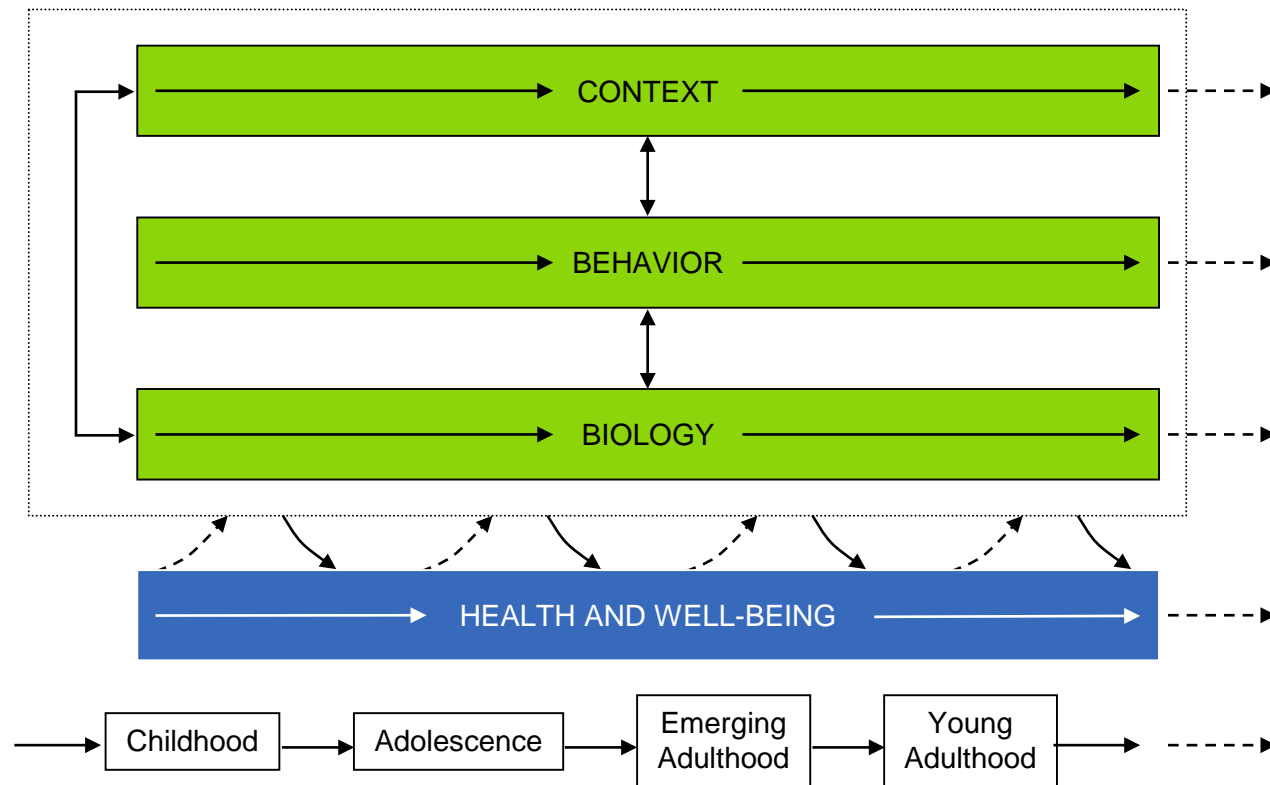 CONTEXT
BEHAVIOR
BIOLOGY
HEALTH AND WELL-BEING
Childhood
Adolescence
Emerging
Adulthood
Young
Adulthood